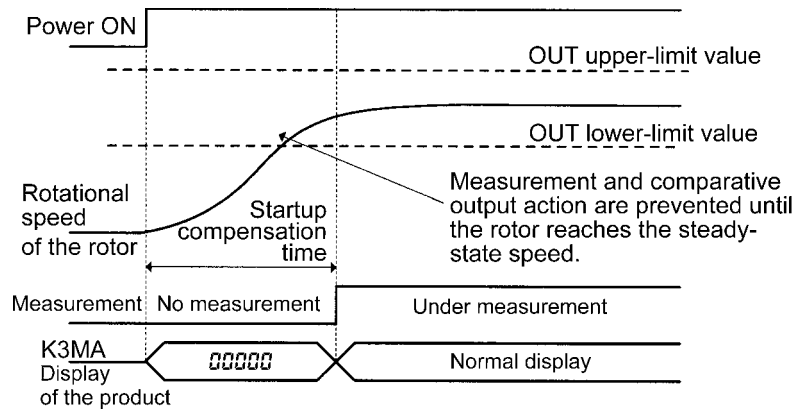 Power ON
OUT upper-limit value
OUT lower-limit value
Rotational
speed
of the rotor
Startup
compensation
time
Measurement and comparative
output action are prevented until
the rotor reaches the steady-
state speed.
Measurement
No measurement
Under measurement
K3MA
Display
of the product
00000
Normal display